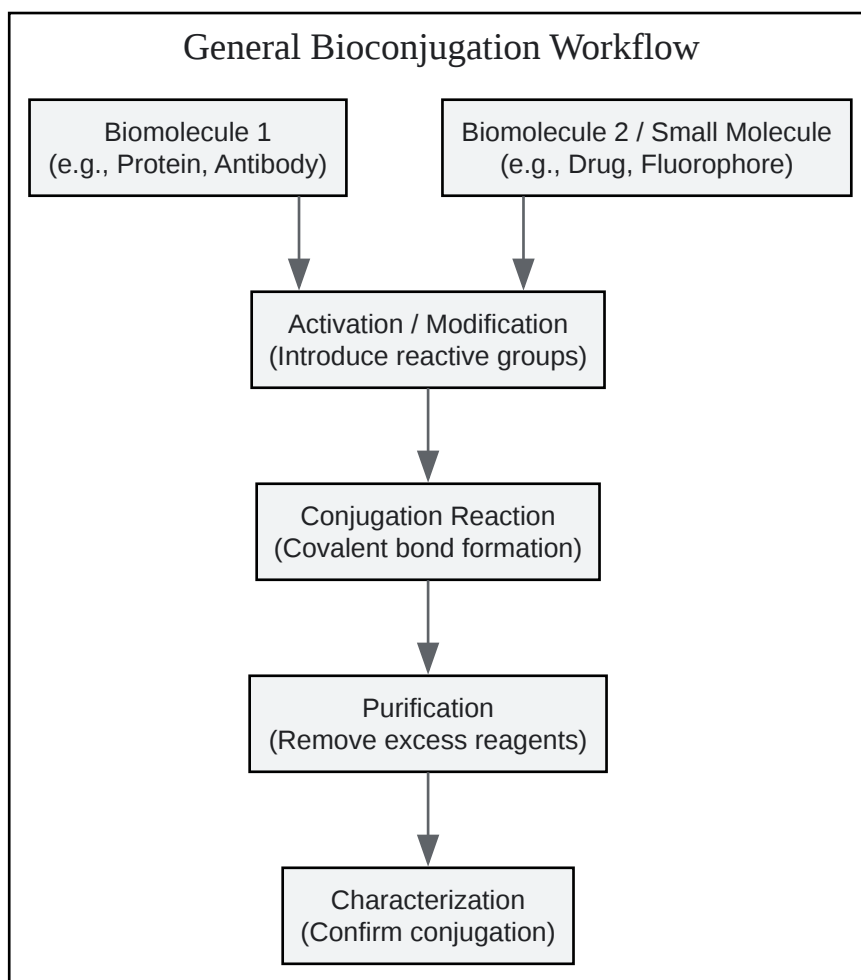 General Bioconjugation Workflow
Biomolecule 1
(e.g., Protein, Antibody)
Biomolecule 2 / Small Molecule
(e.g., Drug, Fluorophore)
Activation / Modification
(Introduce reactive groups)
Conjugation Reaction
(Covalent bond formation)
Purification
(Remove excess reagents)
Characterization
(Confirm conjugation)